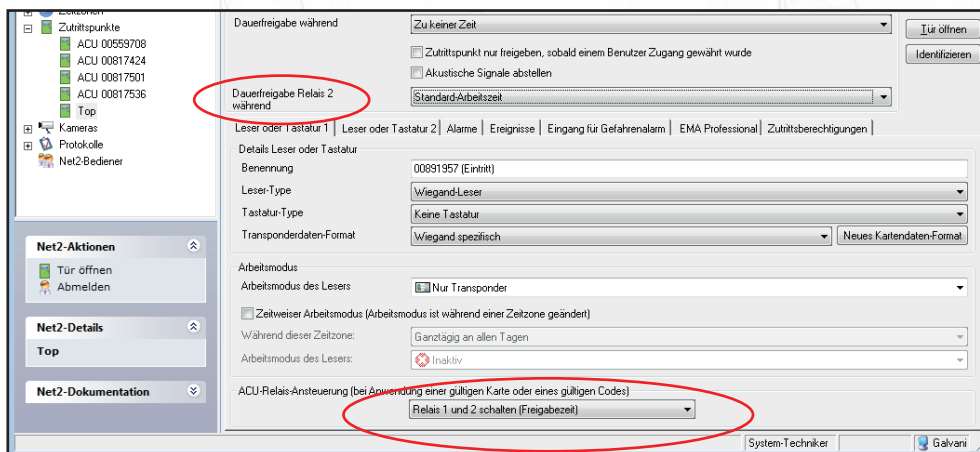 Zeitzonen
Zutrittspunkte
ACU 00559708
ACU 00817424
ACU 00817501
ACU 00817536
Top
Kameras
Protokolle
Net2-Bediener
Net2-Aktionen
Tür öffnen
Abmelden
Net2-Details
Top
Net2-Dokumentation
Dauerfreigabe während Zu keiner Zeit
Zutrittspunkt nur freigeben, sobald einem Benutzer Zugang gewährt wurde
Akustische Signale abstellen
Dauerfreigabe Relais 2
während Standard-Arbeitszeit
Tür öffnen
Identifizieren
Leser oder Tastatur 1 Leser oder Tastatur 2 Alarme Ereignisse Eingang für Gefahrenalarm EMA Professional Zutrittsberechtigungen
Details Leser oder Tastatur
Benennung 00891957 (Eintritt)
Leser-Type Wiegand-Leser
Tastatur-Type Keine Tastatur
Transponderdaten-Format Wiegand spezifisch Neues Kartendaten-Format
Arbeitsmodus
Arbeitsmodus des Lesers Nur Transponder
Zeitweiser Arbeitsmodus (Arbeitsmodus ist während einer Zeitzone geändert)
Während dieser Zeitzone: Ganztägig an allen Tagen
Arbeitsmodus des Lesers: Inaktiv
ACU-Relais-Ansteuerung (bei Anwendung einer gültigen Karte oder eines gültigen Codes)
Relais 1 und 2 schalten (Freigabezeit)
System-Techniker Galvani